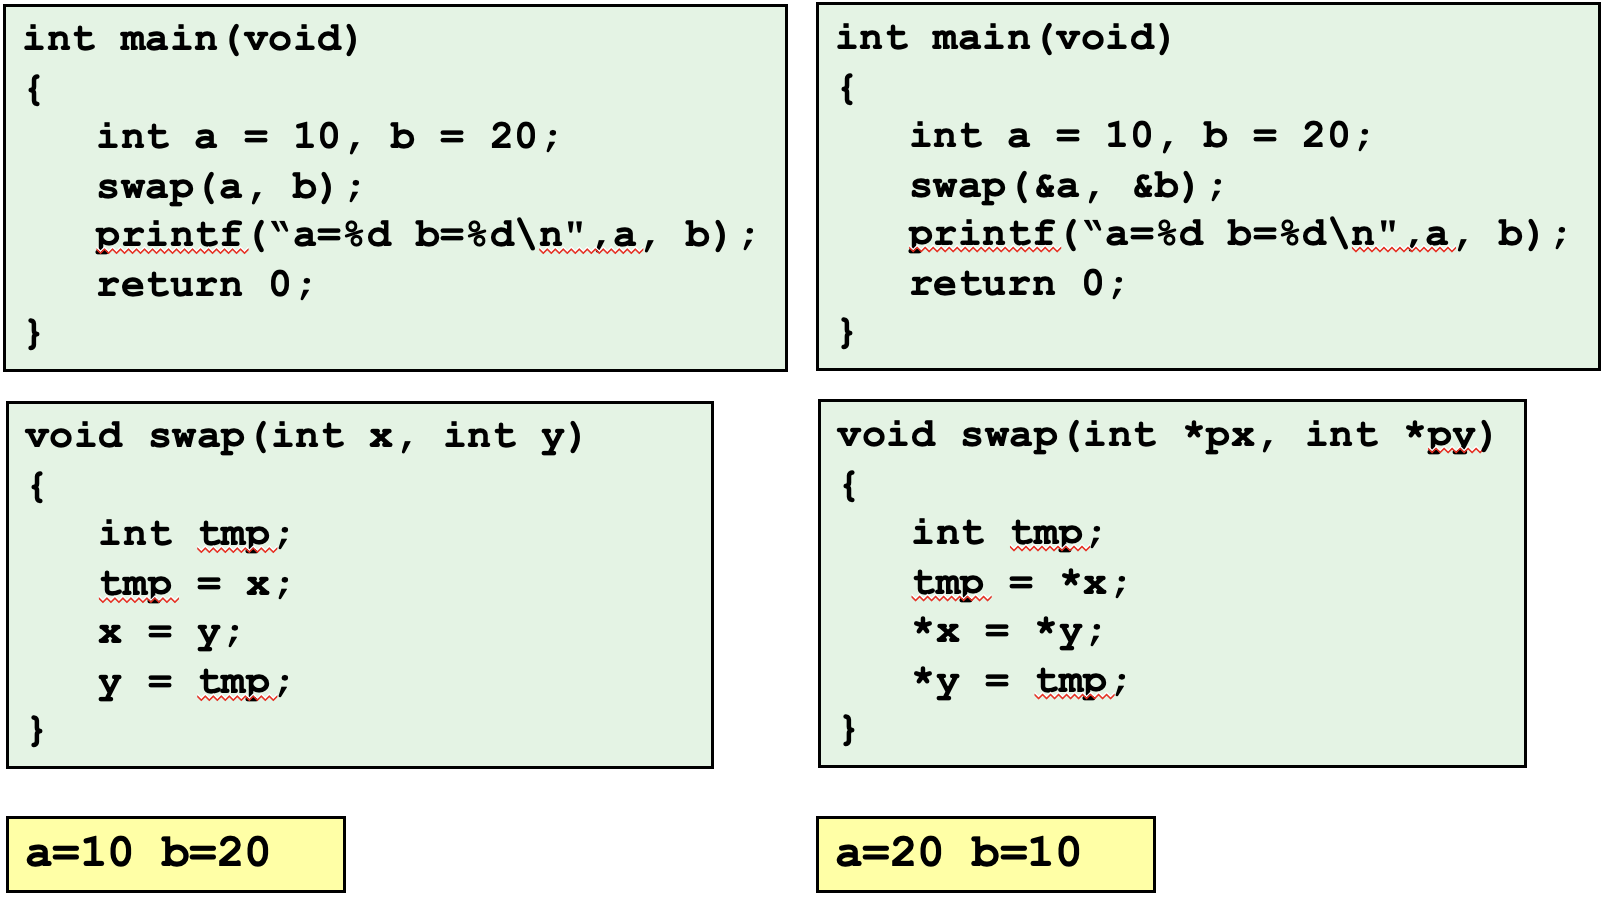 int main(void)
{
int a = 10, b = 20;
swap(a, b);
printf(“a=%d b=%d\n",a, b);
return 0;
}
void swap(int x, int y)
{
int tmp;
tmp = x;
x = y;
y = tmp;
}
a=10 b=20
int main(void)
{
int a = 10, b = 20;
swap(&a, &b);
printf(“a=%d b=%d\n",a, b);
return 0;
}
void swap(int *px, int *py)
{
int tmp;
tmp = *x;
*x = *y;
*y = tmp;
}
a=20 b=10